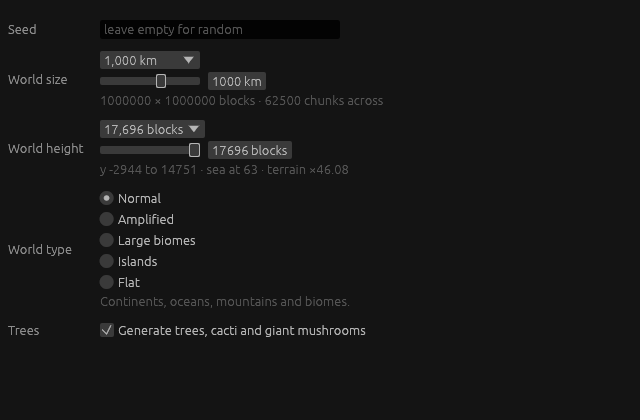 Seed leave empty for random
1,000 km
World size 1000 km
1000000 × 1000000 blocks · 62500 chunks across
17,696 blocks
World height 17696 blocks
y -2944 to 14751 · sea at 63 · terrain ×46.08
World type
Normal
Amplified
Large biomes
Islands
Flat
Continents, oceans, mountains and biomes.
Trees Generate trees, cacti and giant mushrooms